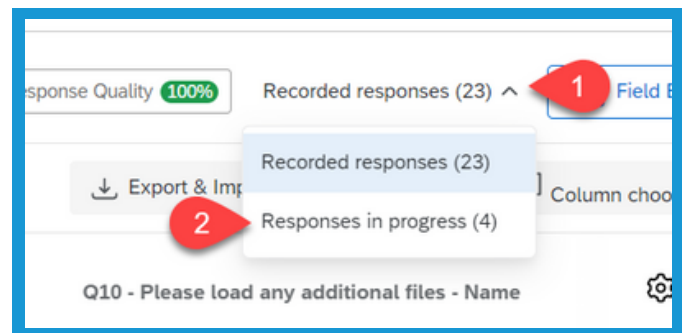 sponse Quality 100% Recorded responses (23) 1 Field E
Recorded responses (23)
Export & Imp Column choo
2 Responses in progress (4)
Q10 - Please load any additional files - Name